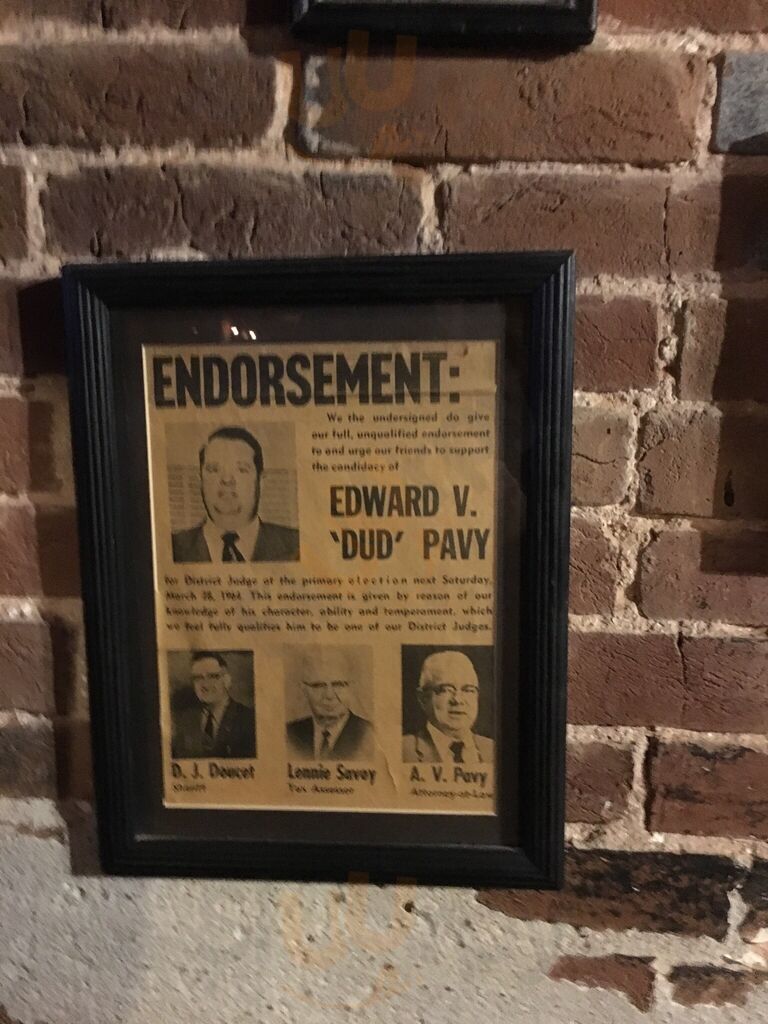 ENDORSEMENT:
We the undersigned do give
our full, unqualified endorsement
to and urge our friends to support
the candidacy of
EDWARD V.
'DUD' PAVY
for District Judge at the primary election next Saturday,
March 28, 1964. This endorsement is given by reason of our
knowledge of his character, ability and temperament, which
we feel fully qualifies him to be one of our District Judges.
D. J. Doucet
Sheriff
Lennie Savoy
Tax Assessor
A. V. Pavy
Attorney-at-Law